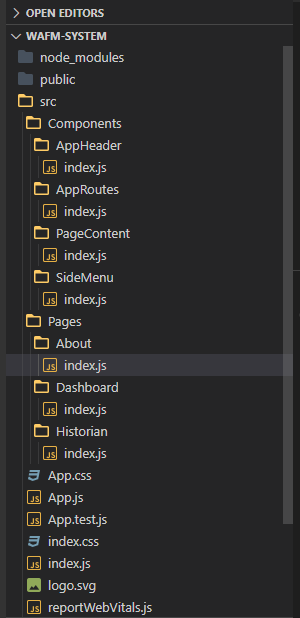 OPEN EDITORS
WAFM-SYSTEM
node_modules
public
src
Components
AppHeader
JS index.js
AppRoutes
JS index.js
PageContent
JS index.js
SideMenu
JS index.js
Pages
About
JS index.js
Dashboard
JS index.js
Historian
JS index.js
App.css
JS App.js
JS App.test.js
index.css
JS index.js
logo.svg
JS reportWebVitals.js